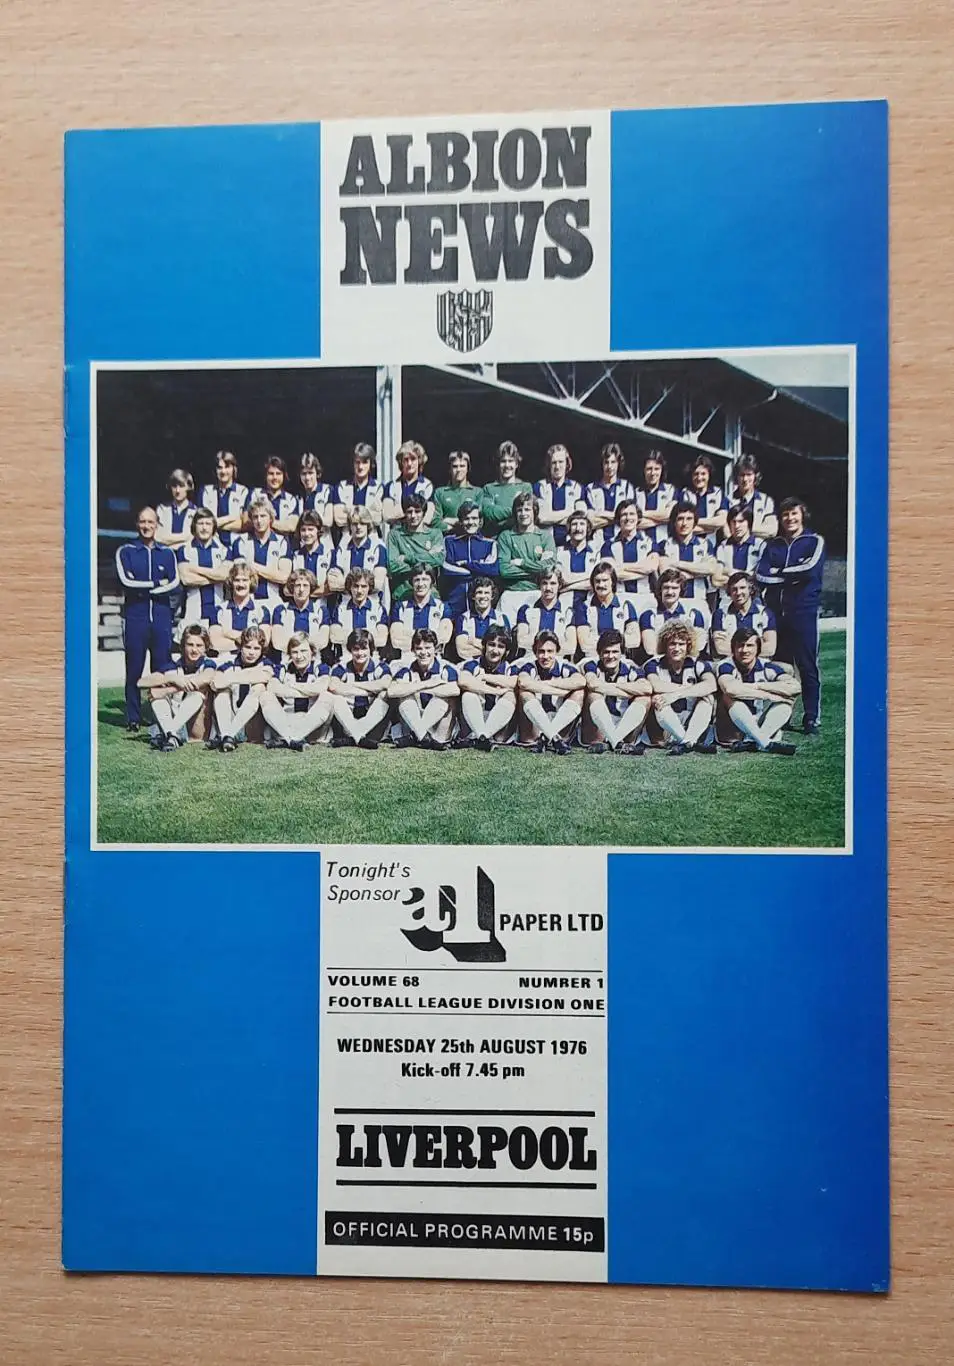 ALBION
NEWS
Tonight's
Sponsor
a1 PAPER LTD
VOLUME 68 NUMBER 1
FOOTBALL LEAGUE DIVISION ONE
WEDNESDAY 25th AUGUST 1976
Kick-off 7.45 pm
LIVERPOOL
OFFICIAL PROGRAMME 15p